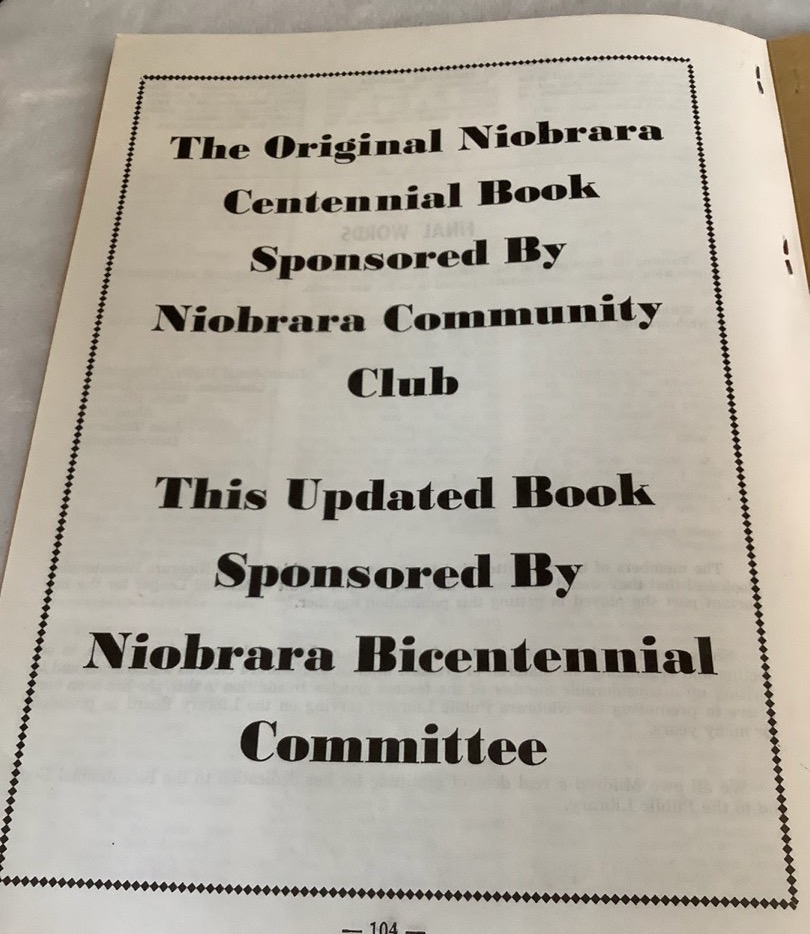 The Original Niobrara
Centennial Book
Sponsored By
Niobrara Community
Club
This Updated Book
Sponsored By
Niobrara Bicentennial
Committee
— 104 —